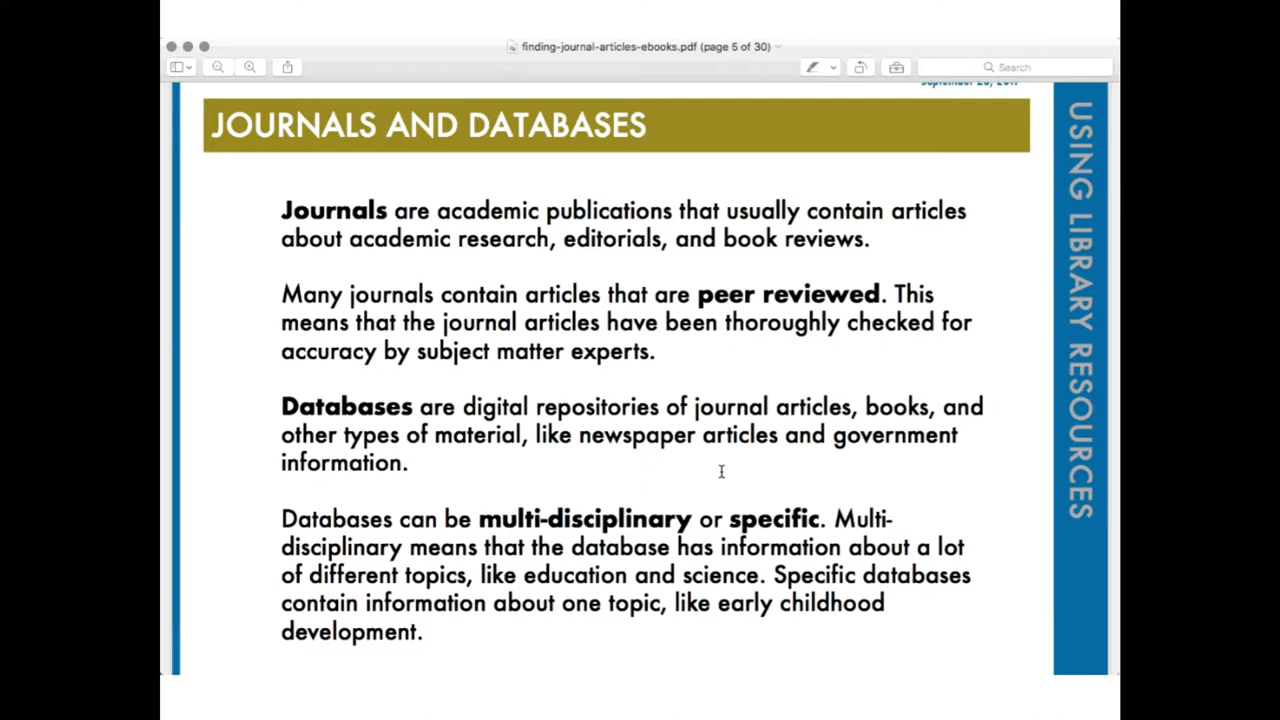 finding-journal-articles-ebooks.pdf (page 5 of 30)
Search
JOURNALS AND DATABASES
Journals are academic publications that usually contain articles
about academic research, editorials, and book reviews.
Many journals contain articles that are peer reviewed. This
means that the journal articles have been thoroughly checked for
accuracy by subject matter experts.
Databases are digital repositories of journal articles, books, and
other types of material, like newspaper articles and government
information.
Databases can be multi-disciplinary or specific. Multi-
disciplinary means that the database has information about a lot
of different topics, like education and science. Specific databases
contain information about one topic, like early childhood
development.
USING LIBRARY RESOURCES